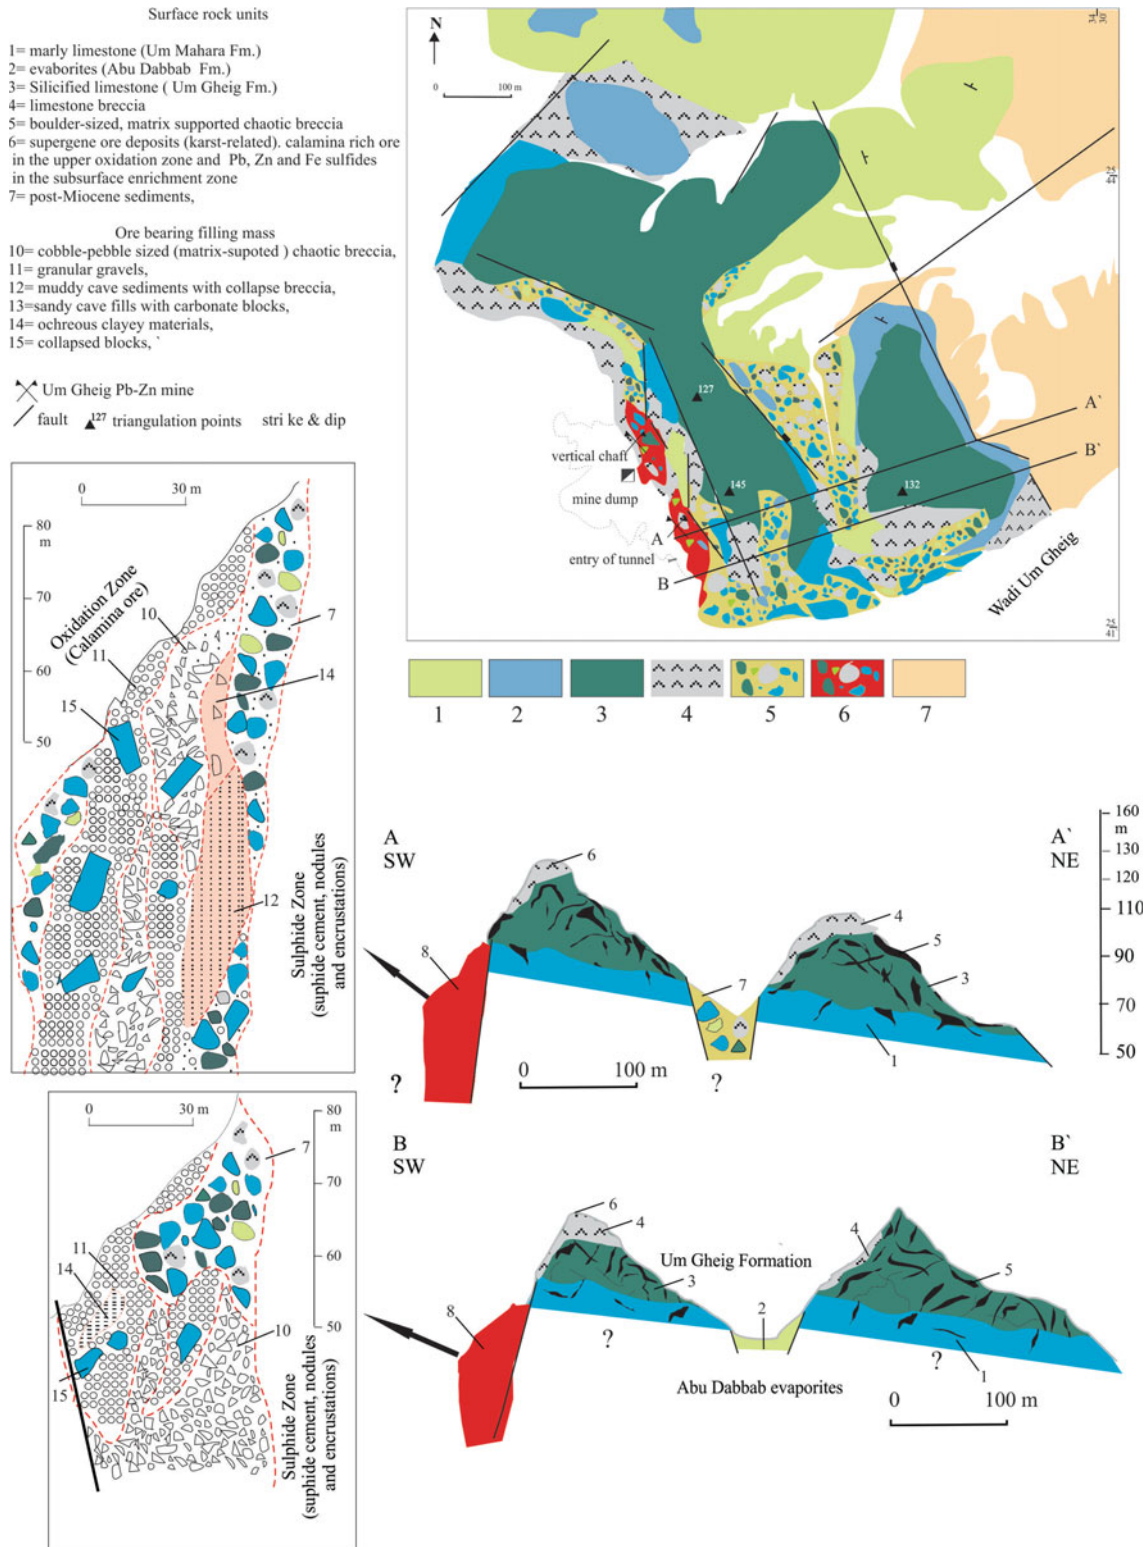 Surface rock units
1= marly limestone (Um Mahara Fm.)
2= evaborites (Abu Dabbab Fm.)
3= Silicified limestone ( Um Gheig Fm.)
4= limestone breccia
5= boulder-sized, matrix supported chaotic breccia
6= supergene ore deposits (karst-related). calamina rich ore
in the upper oxidation zone and Pb, Zn and Fe sulfides
in the subsurface enrichment zone
7= post-Miocene sediments,
Ore bearing filling mass
10= cobble-pebble sized (matrix-supoted ) chaotic breccia,
11= granular gravels,
12= muddy cave sediments with collapse breccia,
13=sandy cave fills with carbonate blocks,
14= ochreous clayey materials,
15= collapsed blocks, `
Um Gheig Pb-Zn mine
fault 127 triangulation points stri ke & dip
N
0 100 m
34
30
25
44
127
A`
B`
vertical chaft
145
132
mine dump
A
entry of tunnel
B
Wadi Um Gheig
25
41
1 2 3 4 5 6 7
0 30 m
80
m
70
60
50
Oxidation Zone
(Calamina ore)
10
11
7
14
15
12
Sulphide Zone
(suphide cement, nodules
and encrustations)
A
SW
A`
NE
160
m
130
120
110
90
70
50
6
4
5
8
7
3
1
?
0 100 m
?
0 30 m
80
m
70
60
50
7
11
14
10
15
Sulphide Zone
(suphide cement, nodules
and encrustations)
B
SW
B`
NE
6
4
4
Um Gheig Formation
5
3
8
2
?
?
1
Abu Dabbab evaporites
0 100 m